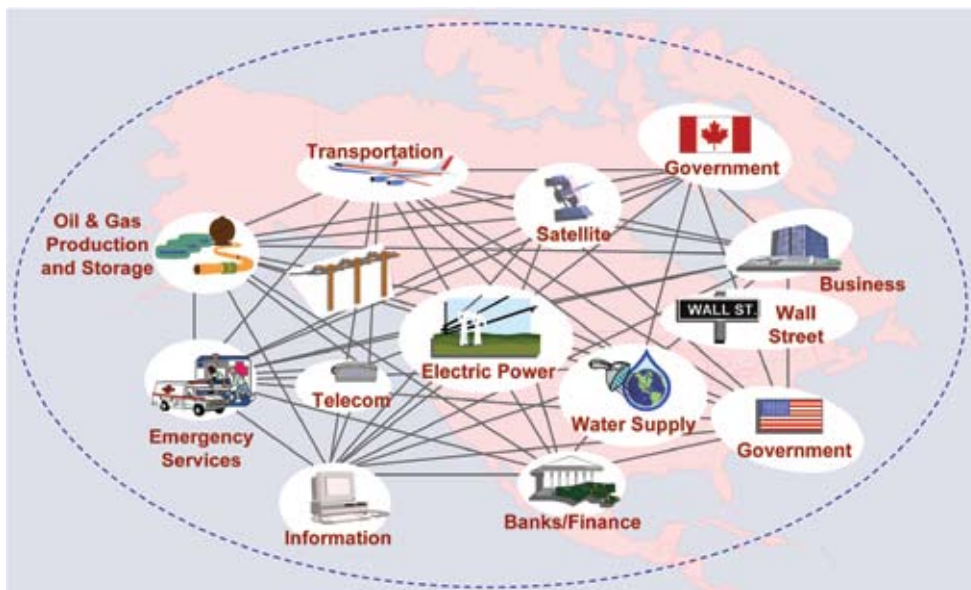 Transportation
Government
Oil & Gas
Production
and Storage
Satellite
Business
WALL ST.
Wall
Street
Electric Power
Telecom
Water Supply
Emergency
Services
Government
Information
Banks/Finance